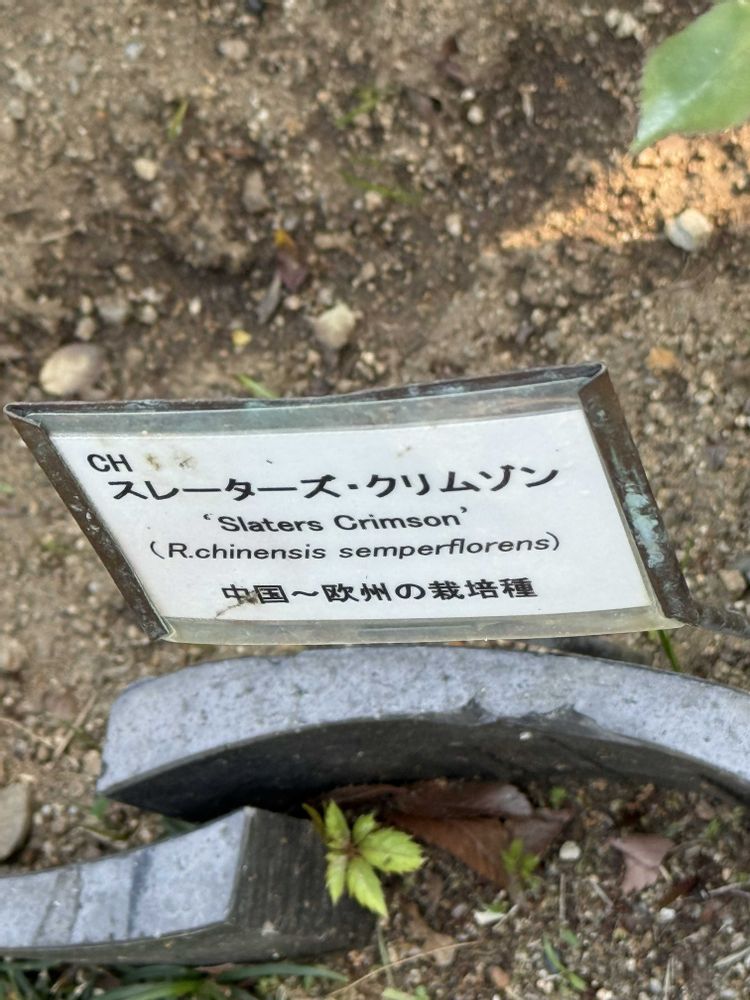 CH
スレーターズ・クリムゾン
‘Slaters Crimson’
(R.chinensis semperflorens)
中国～欧州の栽培種